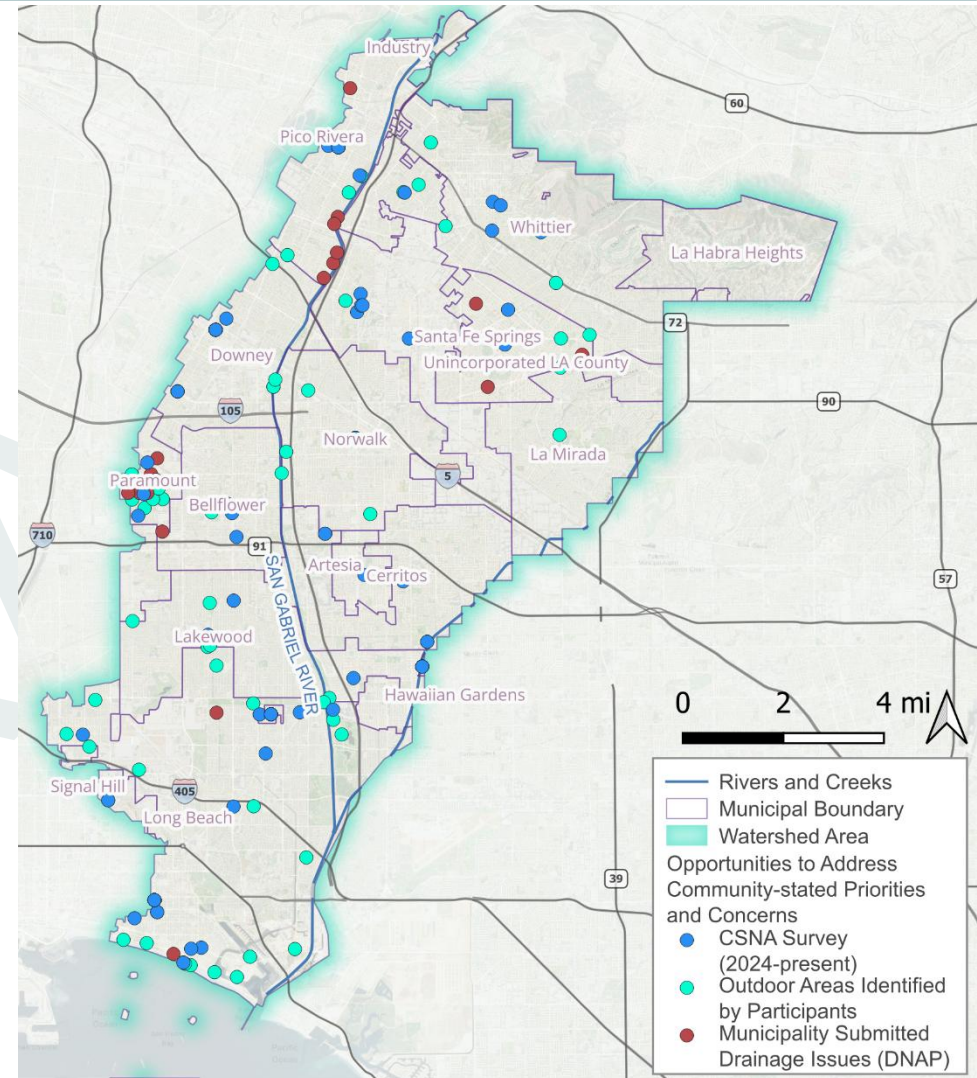 Industry
60
Pico Rivera
Whittier
La Habra Heights
72
Santa Fe Springs
Unincorporated LA County
Downey
90
105
Norwalk
La Mirada
5
Paramount
Bellflower
710
91
Artesia
Cerritos
57
SAN GABRIEL RIVER
Lakewood
Hawaiian Gardens
0 2 4 mi
Signal Hill
405
Long Beach
39
Rivers and Creeks
Municipal Boundary
Watershed Area
Opportunities to Address
Community-stated Priorities
and Concerns
CSNA Survey
(2024-present)
Outdoor Areas Identified
by Participants
Municipality Submitted
Drainage Issues (DNAP)